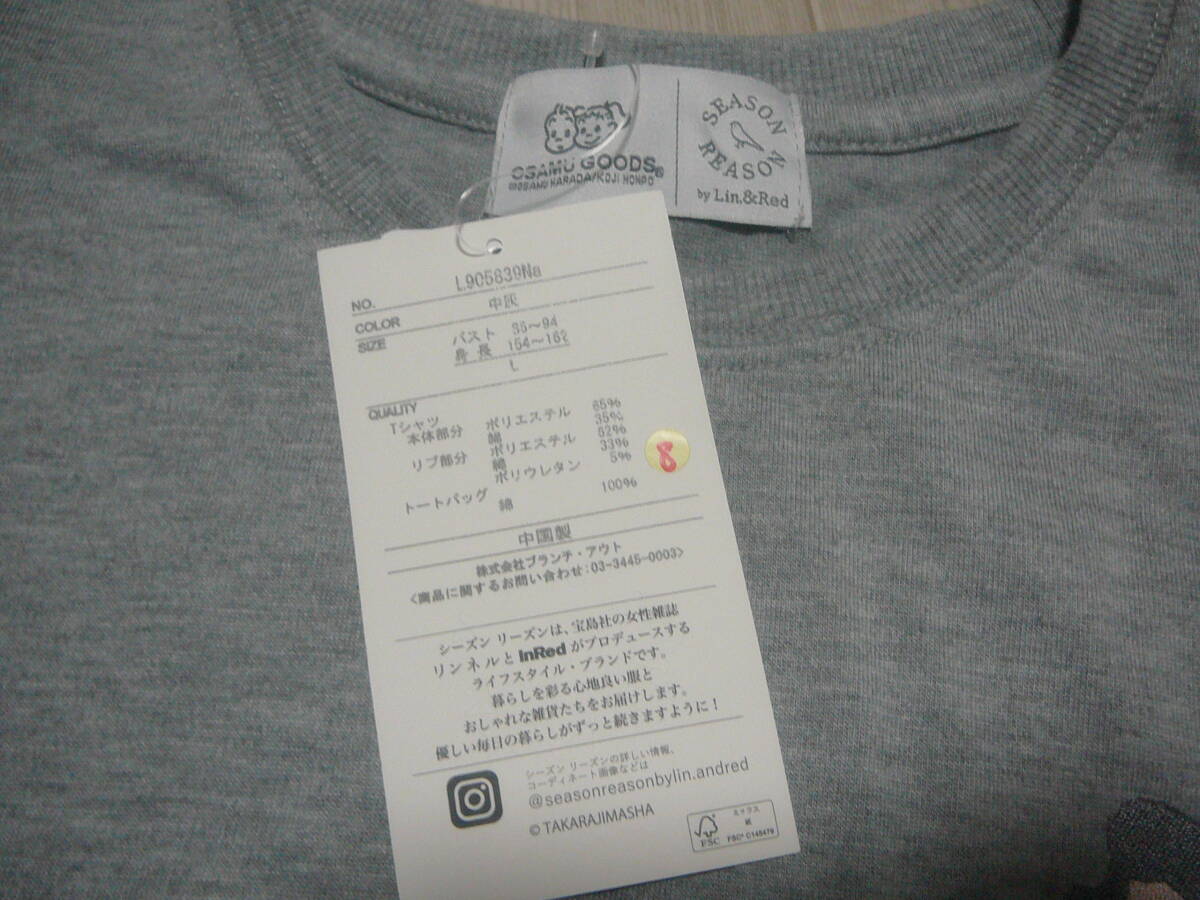 OSAMU GOODS®
©OSAMU HARADA/KOJI HONPO
SEASON REASON
by Lin.&Red
NO. L905839Na
COLOR 中灰
SIZE バスト 86~94
身長 154~162
L
QUALITY
Tシャツ
本体部分 ポリエステル 65%
綿 35%
リブ部分 ポリエステル 62%
綿 33%
ポリウレタン 5%
トートバッグ 綿 100%
8
中国製
株式会社ブランチ・アウト
<商品に関するお問い合わせ:03-3445-0003>
シーズン リーズンは、宝島社の女性雑誌
リンネルと InRed がプロデュースする
ライフスタイル・ブランドです。
暮らしを彩る心地良い服と
おしゃれな雑貨たちをお届けします。
優しい毎日の暮らしがずっと続きますように!
シーズン リーズンの詳しい情報、
コーディネート画像などは
@seasonreasonbylin.andred
© TAKARAJIMASHA
FSC
ミックス
紙
FSC® C145479